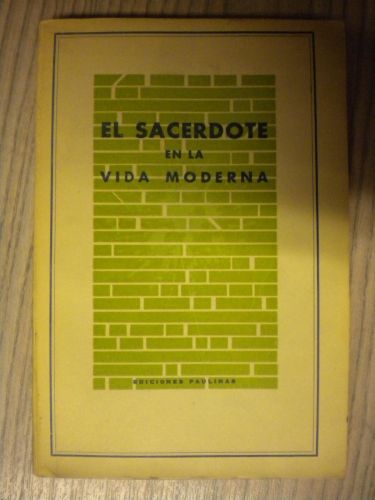 EL SACERDOTE
EN LA
VIDA MODERNA
EDICIONES PAULINAS